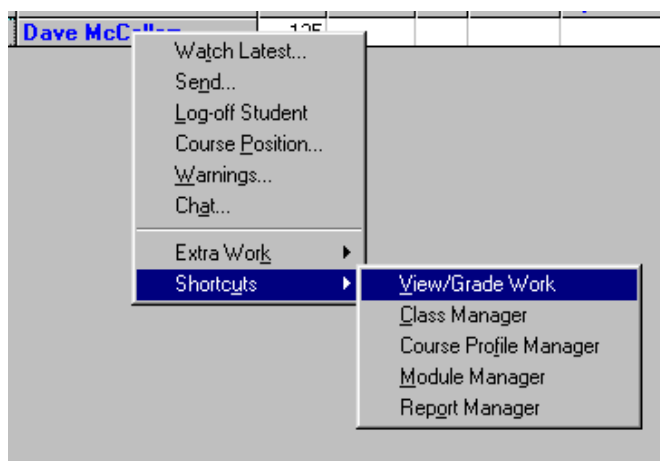 Dave
Watch Latest...
Send...
Log-off Student
Course Position...
Warnings...
Chat...
Extra Work
Shortcuts
View/Grade Work
Class Manager
Course Profile Manager
Module Manager
Report Manager